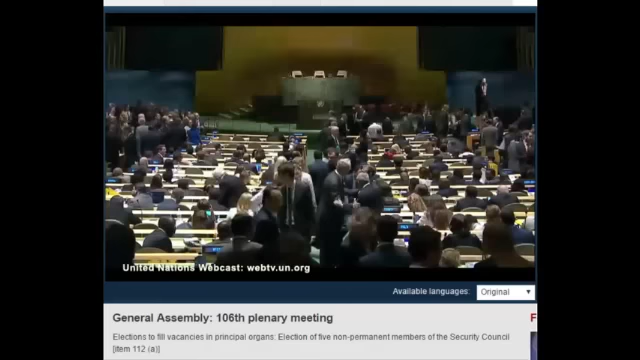 United Nations Webcast: webtv.un.org
Available languages: Original
General Assembly: 106th plenary meeting
F
Elections to fill vacancies in principal organs: Election of five non-permanent members of the Security Council
[item 112 (a)]